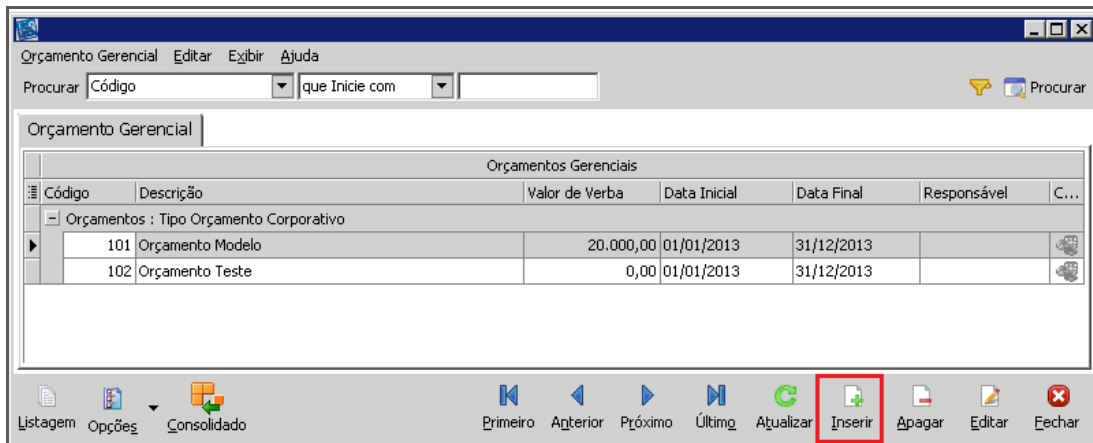 Orçamento Gerencial Editar Exibir Ajuda
Procurar Código que Inicie com Procurar
Orçamento Gerencial
Orçamentos Gerenciais
Código Descrição Valor de Verba Data Inicial Data Final Responsável C...
Orçamentos : Tipo Orçamento Corporativo
101 Orçamento Modelo 20.000,00 01/01/2013 31/12/2013
102 Orçamento Teste 0,00 01/01/2013 31/12/2013
Listagem Opções Consolidado Primeiro Anterior Próximo Último Atualizar Inserir Apagar Editar Fechar